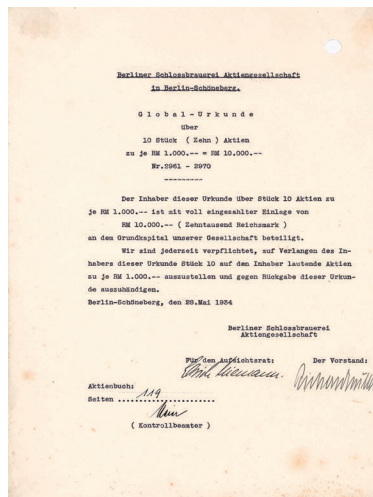 Berliner Schlossbrauerei Aktiengesellschaft
in Berlin-Schöneberg.
Global-Urkunde
über
10 Stück ( Zehn ) Aktien
zu je RM 1.000.-- = RM 10.000.--
Nr.2961 - 2970
----------
Der Inhaber dieser Urkunde über Stück 10 Aktien zu
je RM 1.000.-- ist mit voll eingezahlter Einlage von
RM 10.000.-- ( Zehntausend Reichsmark )
an dem Grundkapital unserer Gesellschaft beteiligt.
Wir sind jederzeit verpflichtet, auf Verlangen des In-
habers dieser Urkunde Stück 10 auf den Inhaber lautende Aktien
zu je RM 1.000.-- auszustellen und gegen Rückgabe dieser Urkun-
de auszuhändigen.
Berlin-Schöneberg, den 28.Mai 1934
Berliner Schlossbrauerei
Aktiengesellschaft
Für den Aufsichtsrat: Der Vorstand:
Aktienbuch:
Seiten ...119...
( Kontrollbeamter )